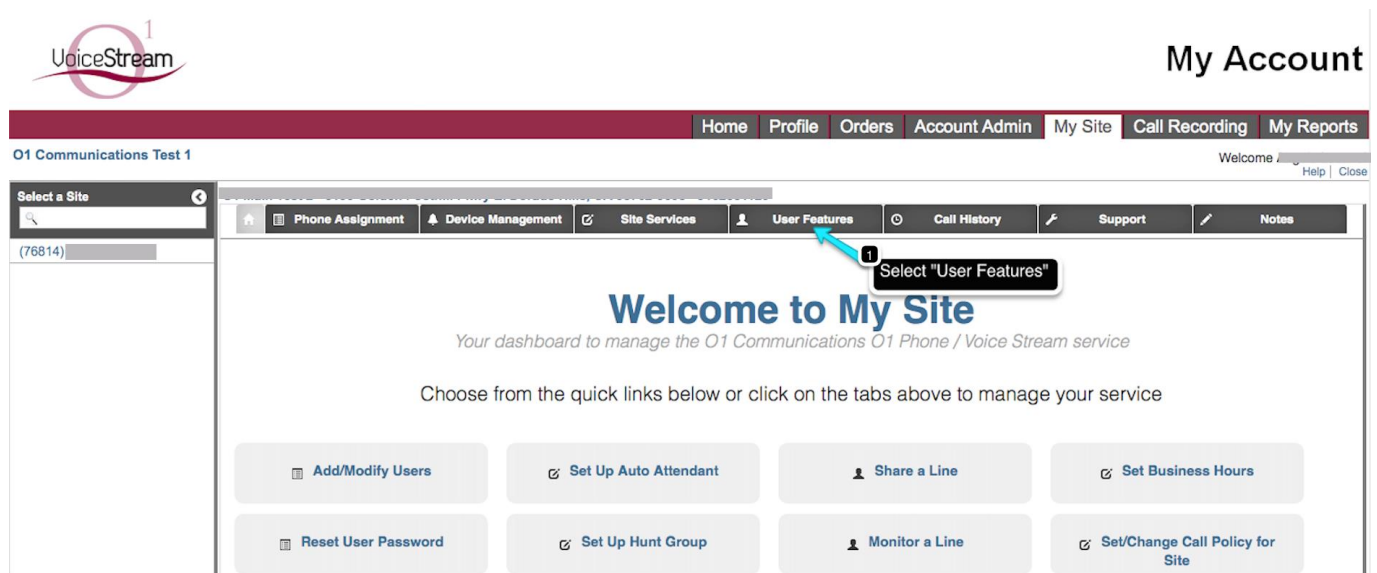 1
VoiceStream
My Account
Home Profile Orders Account Admin My Site Call Recording My Reports
O1 Communications Test 1
Welcome
Help | Close
Select a Site
Phone Assignment Device Management Site Services User Features Call History Support Notes
(76814)
1
Select "User Features"
Welcome to My Site
Your dashboard to manage the O1 Communications O1 Phone / Voice Stream service
Choose from the quick links below or click on the tabs above to manage your service
Add/Modify Users Set Up Auto Attendant Share a Line Set Business Hours
Reset User Password Set Up Hunt Group Monitor a Line Set/Change Call Policy for
Site